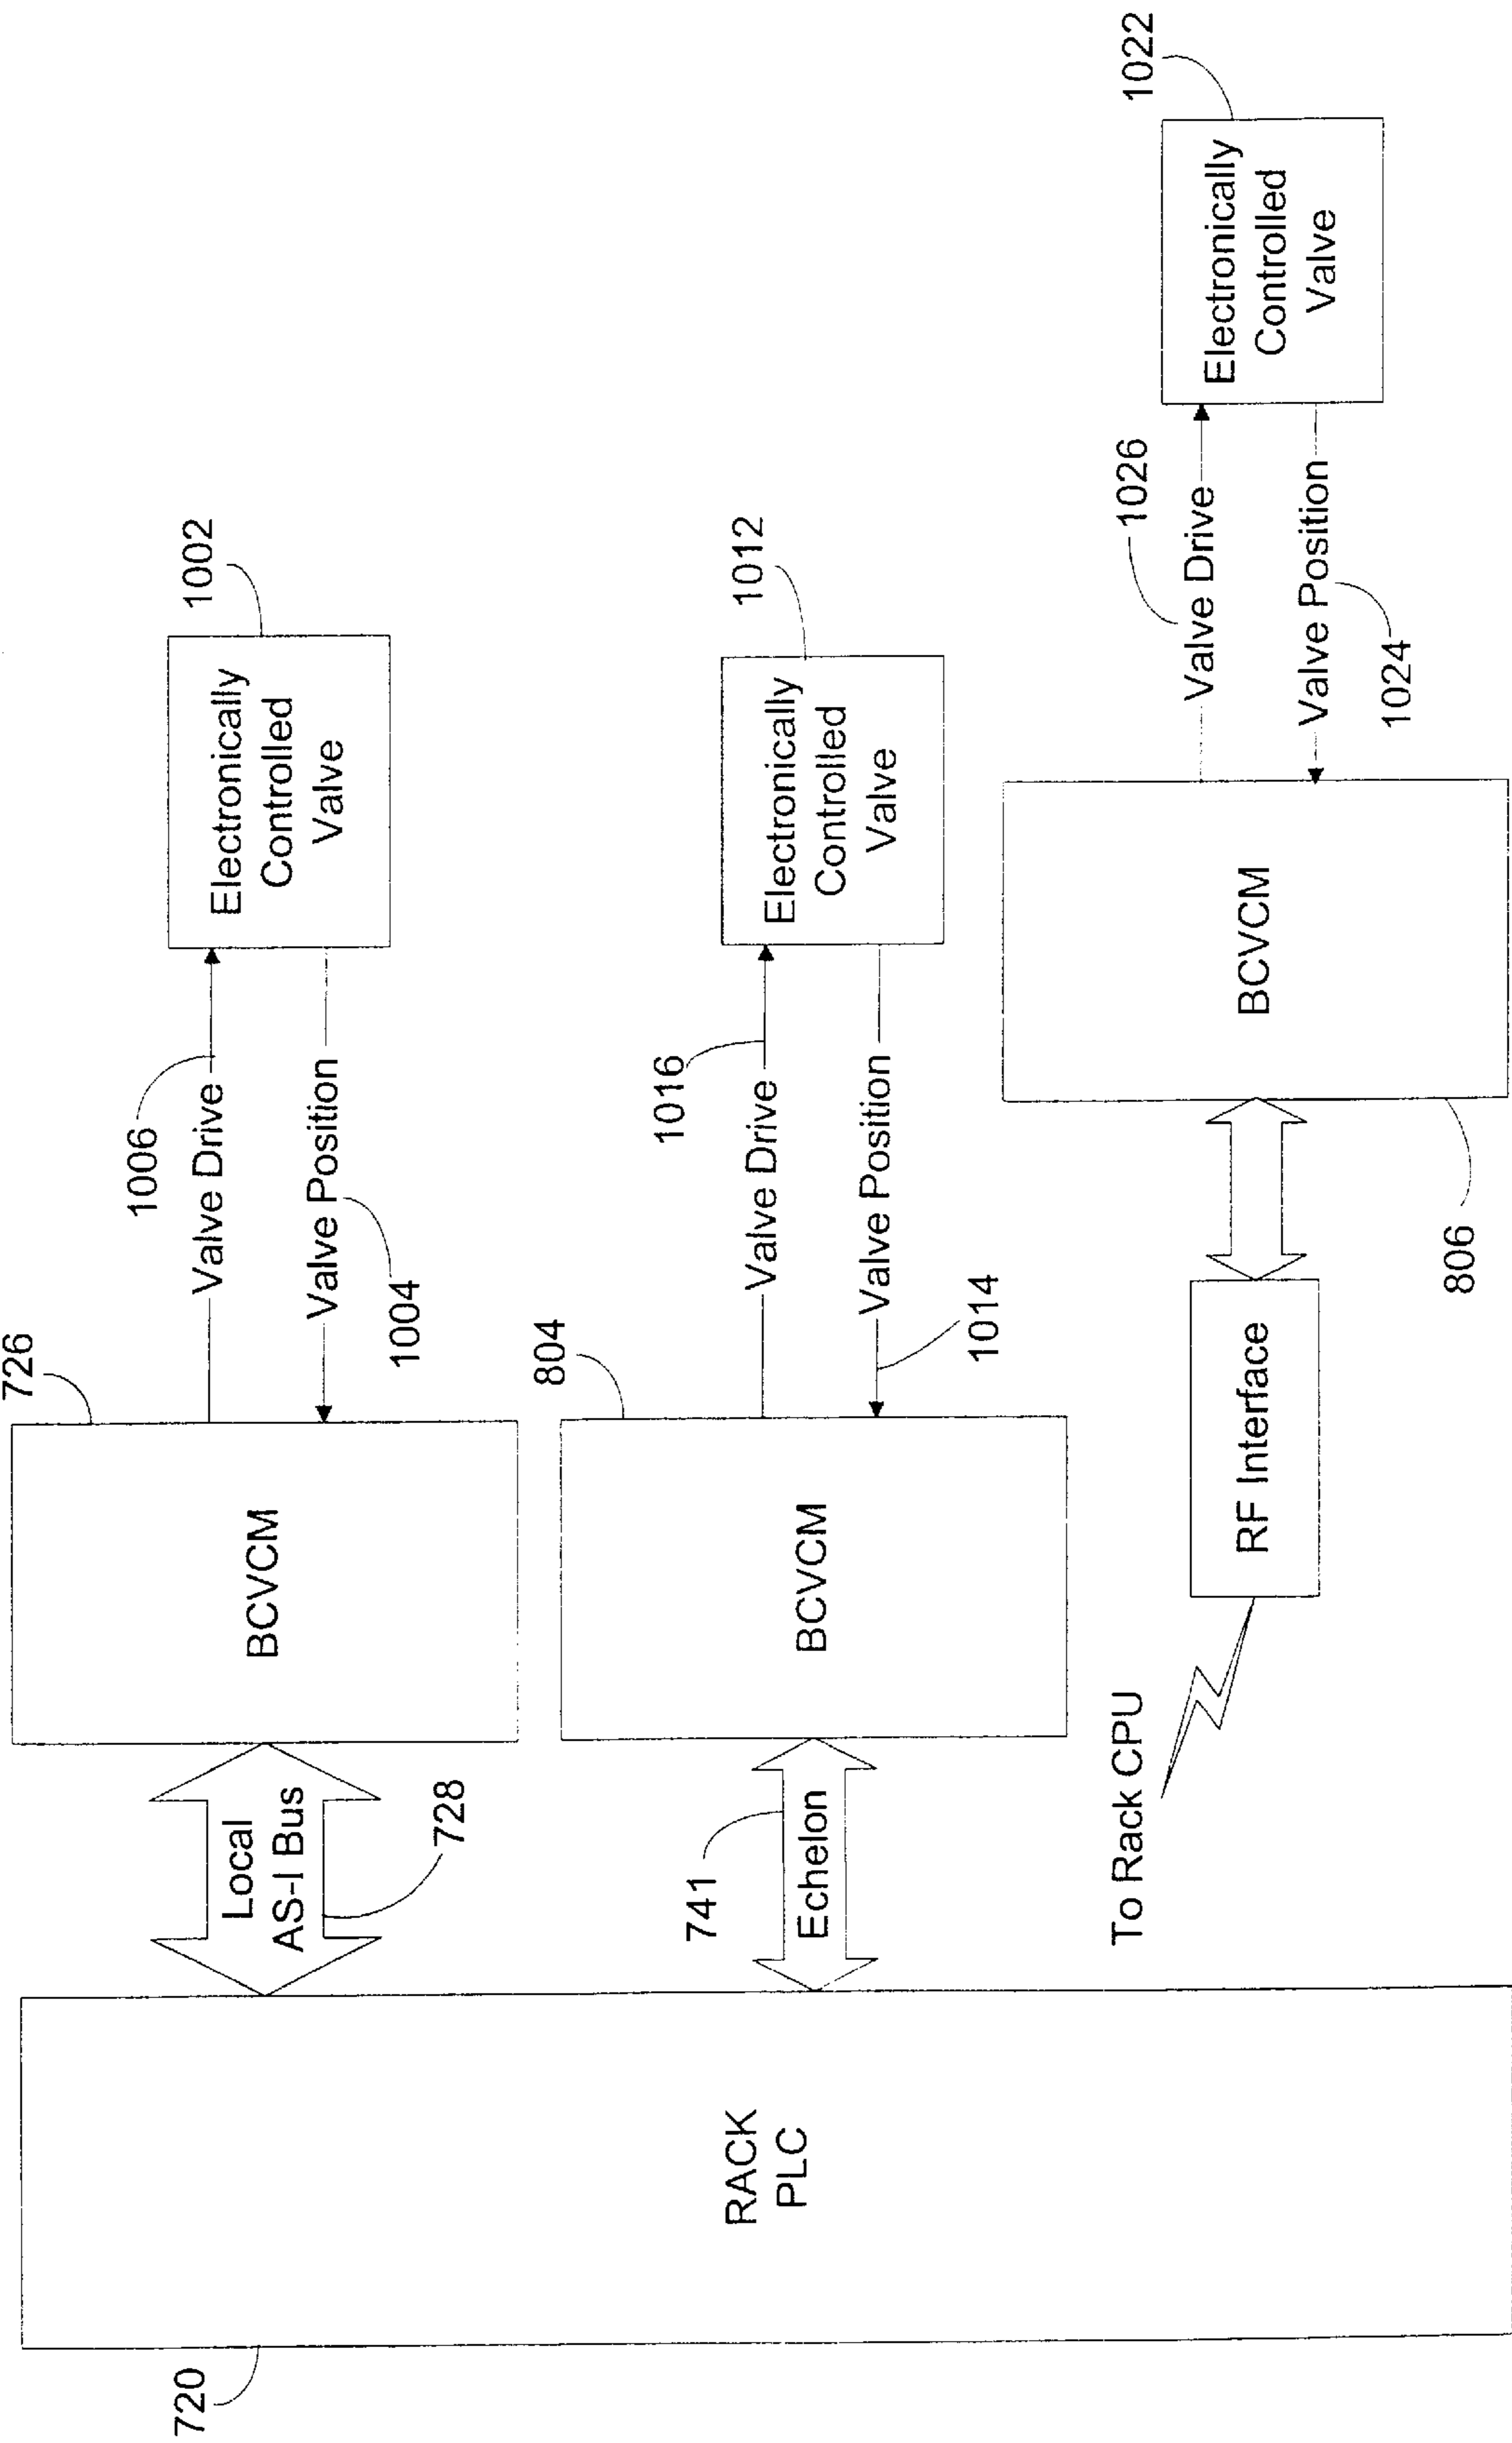 720
RACK
PLC
Local
AS-I Bus
728
726
BCVCM
1006
Valve Drive
Valve Position
1004
1002
Electronically
Controlled
Valve
741
Echelon
804
BCVCM
1016
Valve Drive
Valve Position
1014
1012
Electronically
Controlled
Valve
To Rack CPU
RF Interface
BCVCM
806
1026
Valve Drive
Valve Position
1024
1022
Electronically
Controlled
Valve